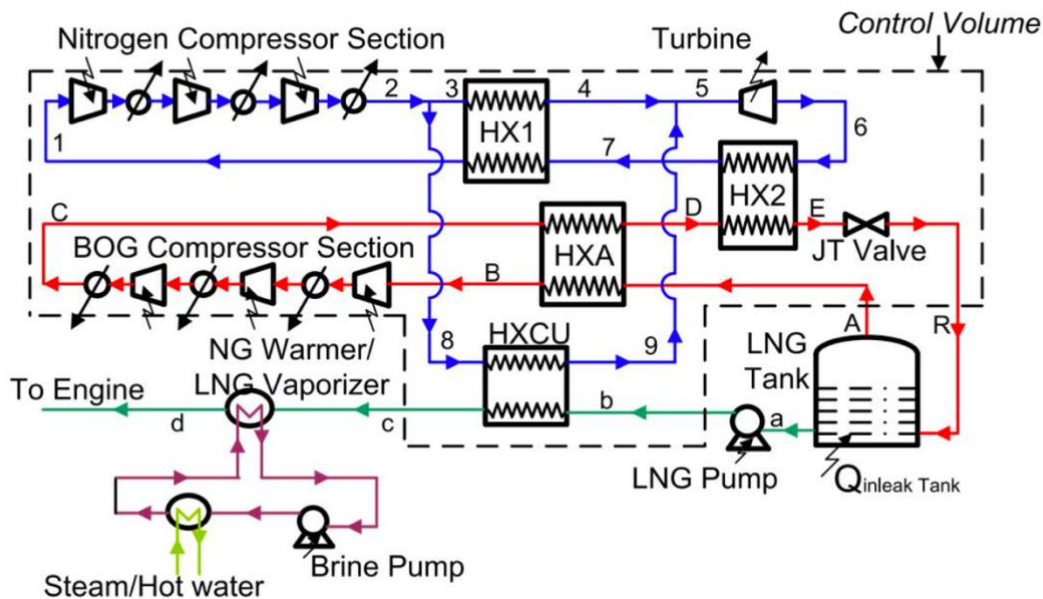 Nitrogen Compressor Section
Turbine
Control Volume
2
3
4
5
HX1
6
1
7
HX2
C
D
E
BOG Compressor Section
HXA
JT Valve
B
A
R
8
HXCU
9
NG Warmer/
LNG Vaporizer
LNG
Tank
To Engine
d
c
b
a
LNG Pump
Qinleak Tank
Brine Pump
Steam/Hot water